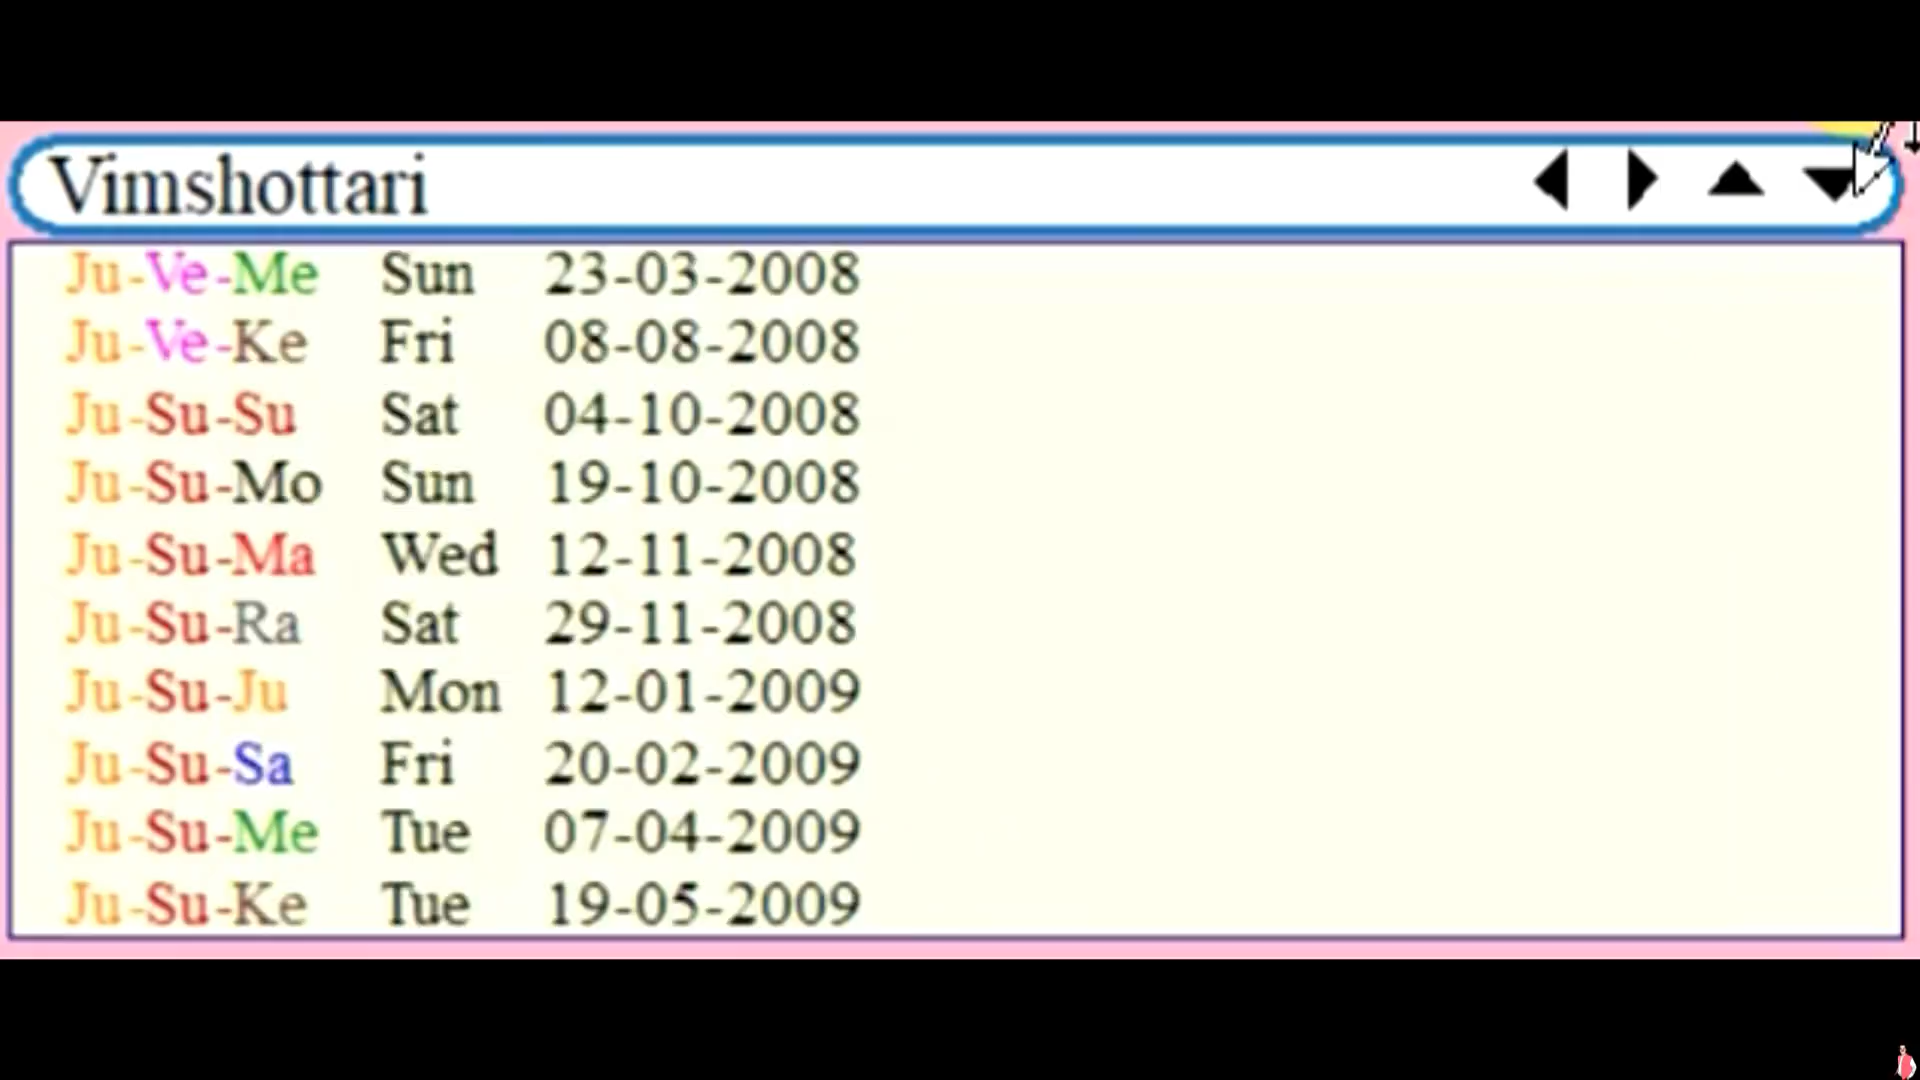 Vimshottari
Ju-Ve-Me Sun 23-03-2008
Ju-Ve-Ke Fri 08-08-2008
Ju-Su-Su Sat 04-10-2008
Ju-Su-Mo Sun 19-10-2008
Ju-Su-Ma Wed 12-11-2008
Ju-Su-Ra Sat 29-11-2008
Ju-Su-Ju Mon 12-01-2009
Ju-Su-Sa Fri 20-02-2009
Ju-Su-Me Tue 07-04-2009
Ju-Su-Ke Tue 19-05-2009